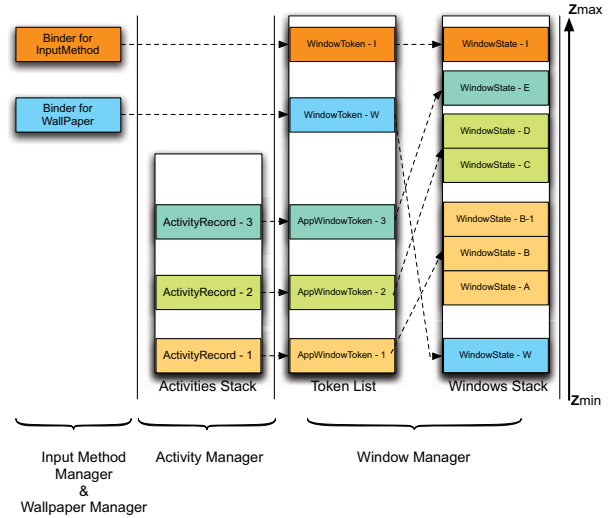 Zmax
Binder for
InputMethod
WindowToken - I
WindowState - I
WindowState - E
Binder for
WallPaper
WindowToken - W
WindowState - D
WindowState - C
ActivityRecord - 3
AppWindowToken - 3
WindowState - B-1
WindowState - B
ActivityRecord - 2
AppWindowToken - 2
WindowState - A
ActivityRecord - 1
AppWindowToken - 1
WindowState - W
Activities Stack
Token List
Windows Stack
Zmin
Input Method
Manager
&
Wallpaper Manager
Activity Manager
Window Manager